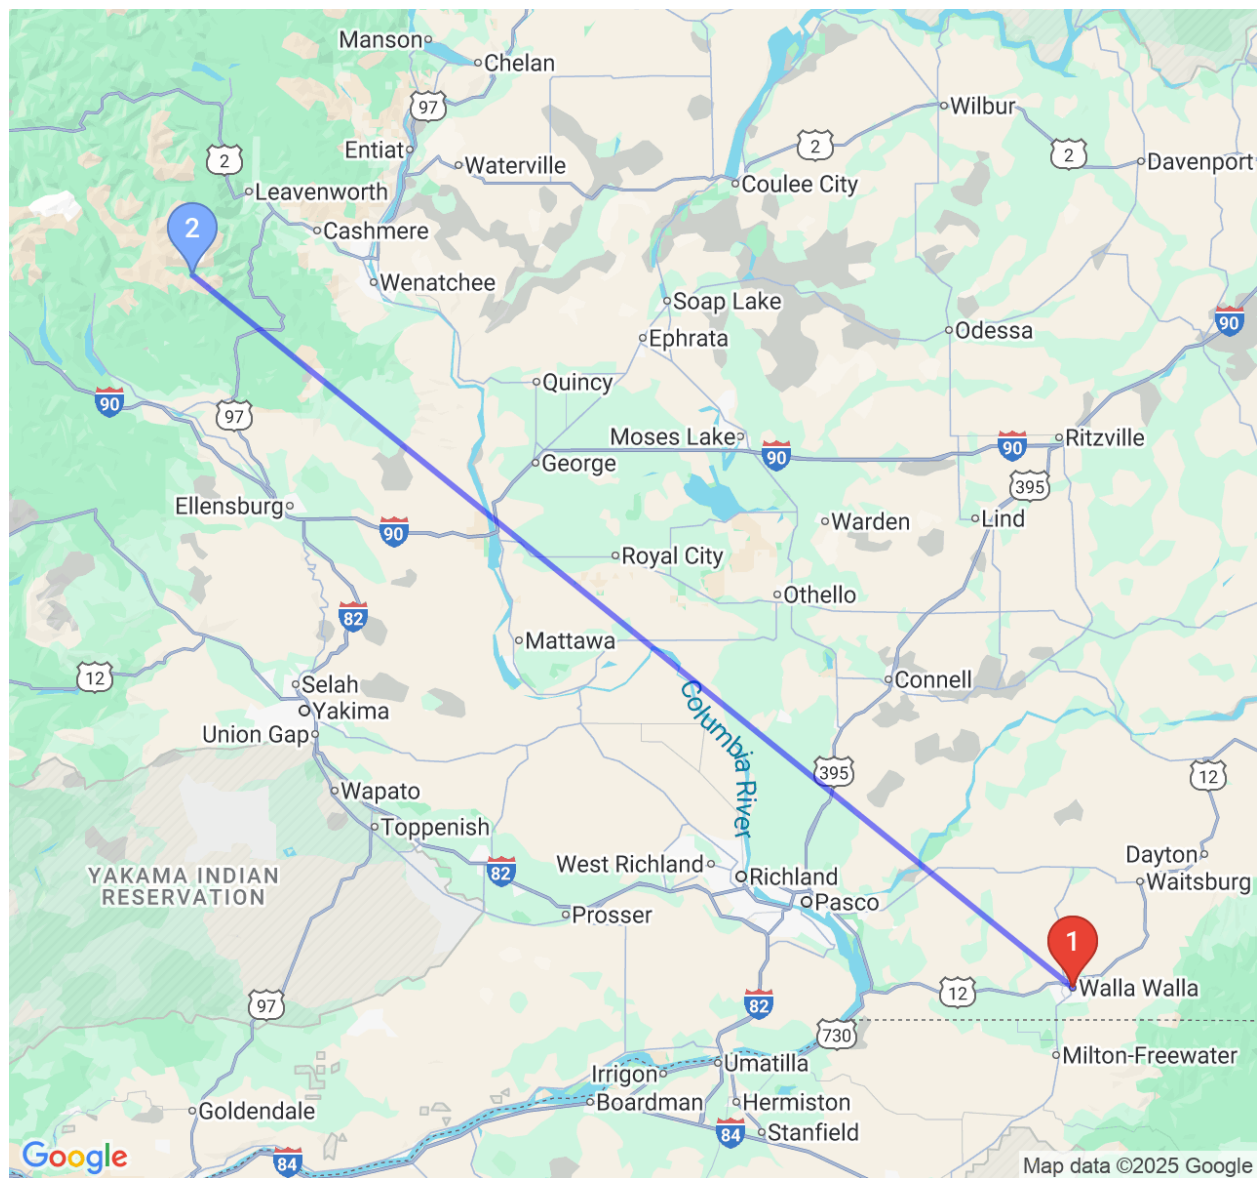 Manson
Chelan
97
Wilbur
2
2
Entiat
Waterville
2
Davenport
Leavenworth
Coulee City
2
Cashmere
Wenatchee
Soap Lake
90
Ephrata
Odessa
Quincy
90
97
Moses Lake
90
90
Ritzville
George
395
Ellensburg
90
Warden
Lind
Royal City
82
Othello
Mattawa
12
Selah
Connell
Yakima
Columbia River
Union Gap
395
12
Wapato
Toppenish
Dayton
West Richland
82
Richland
Waitsburg
YAKAMA INDIAN
RESERVATION
Pasco
Prosser
1
97
82
12
Walla Walla
730
Milton-Freewater
Umatilla
Irrigon
Boardman
Hermiston
Goldendale
84
Stanfield
Google
84
Map data ©2025 Google